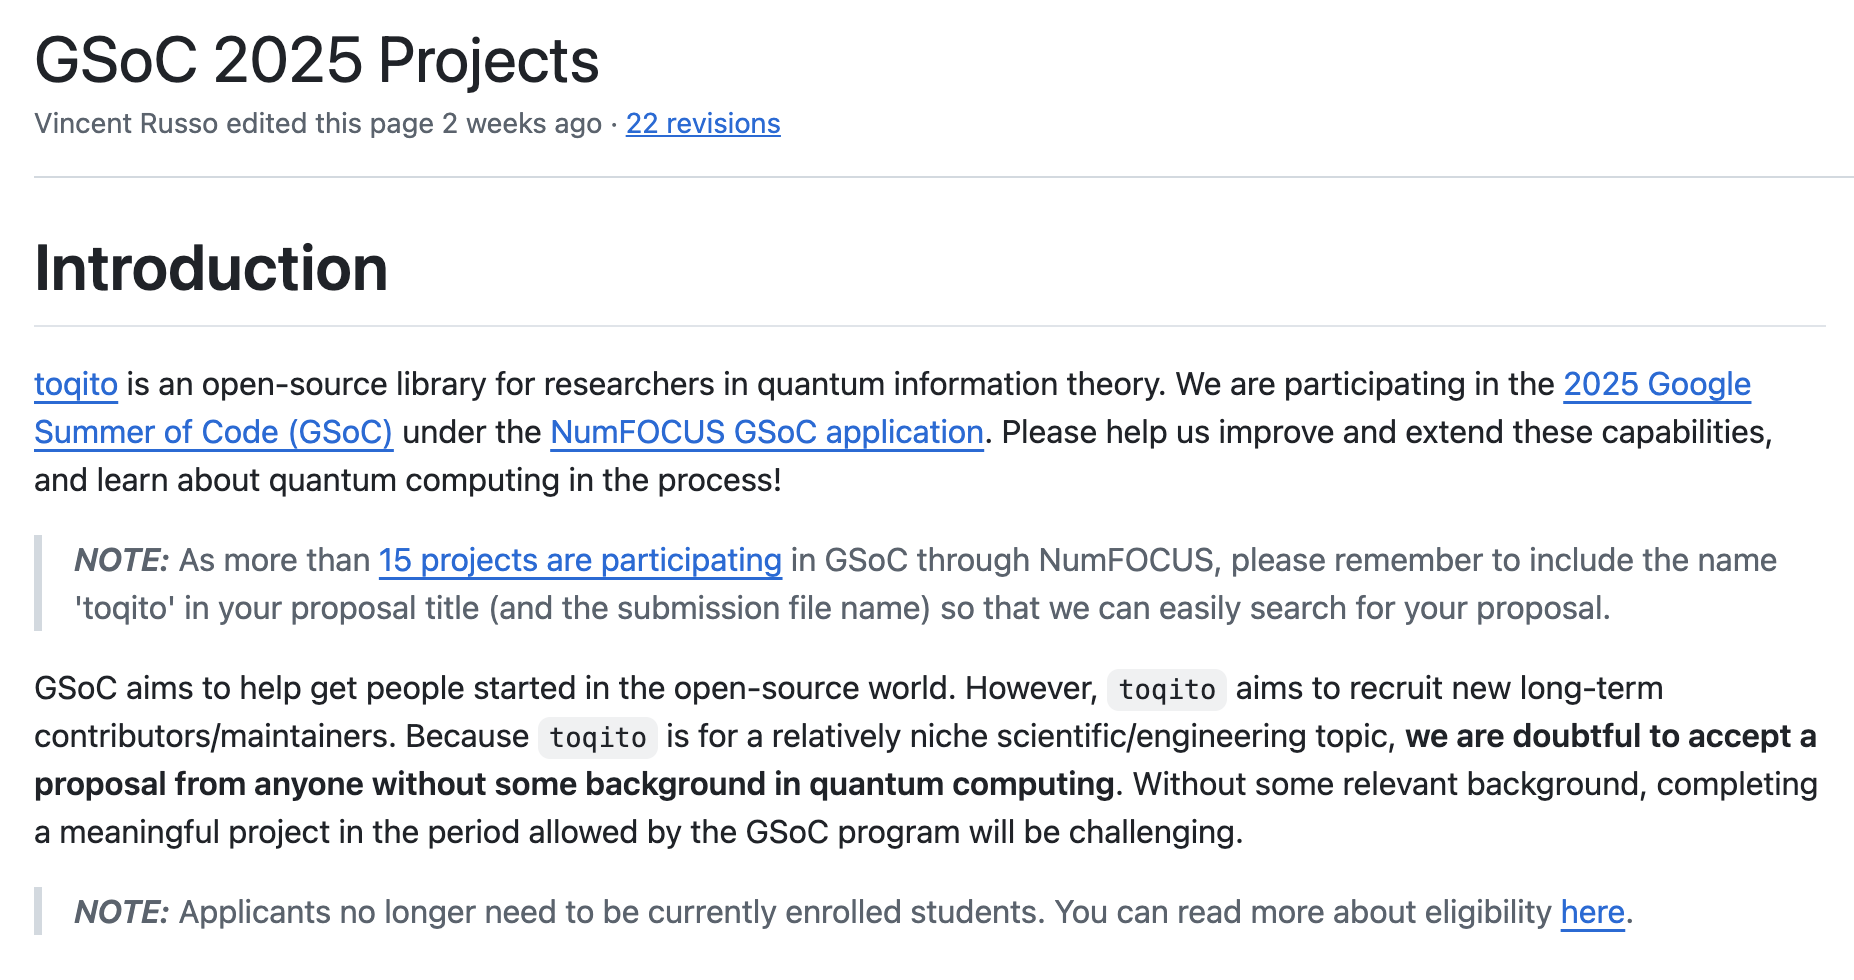 GSoC 2025 Projects
Vincent Russo edited this page 2 weeks ago · 22 revisions
Introduction
toqito is an open-source library for researchers in quantum information theory. We are participating in the 2025 Google
Summer of Code (GSoC) under the NumFOCUS GSoC application. Please help us improve and extend these capabilities,
and learn about quantum computing in the process!
NOTE: As more than 15 projects are participating in GSoC through NumFOCUS, please remember to include the name
'toqito' in your proposal title (and the submission file name) so that we can easily search for your proposal.
GSoC aims to help get people started in the open-source world. However, toqito aims to recruit new long-term
contributors/maintainers. Because toqito is for a relatively niche scientific/engineering topic, we are doubtful to accept a
proposal from anyone without some background in quantum computing. Without some relevant background, completing
a meaningful project in the period allowed by the GSoC program will be challenging.
NOTE: Applicants no longer need to be currently enrolled students. You can read more about eligibility here.